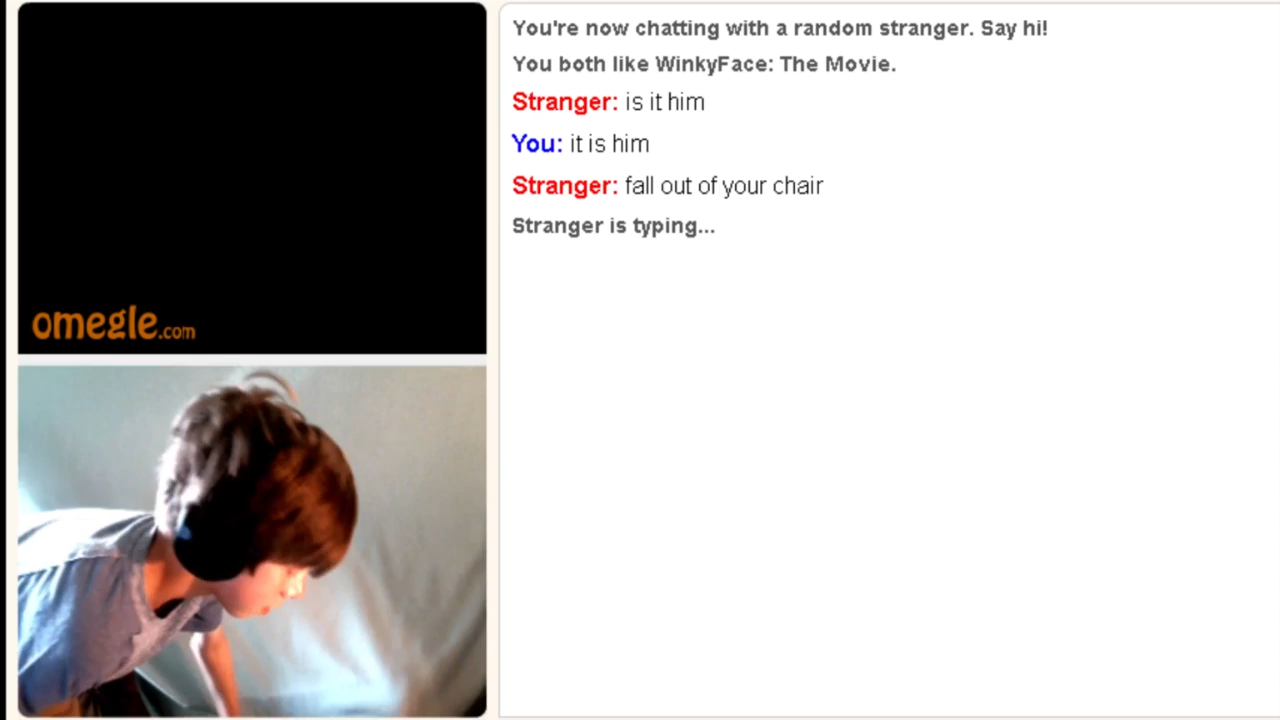 You're now chatting with a random stranger. Say hi!
You both like WinkyFace: The Movie.
Stranger: is it him
You: it is him
Stranger: fall out of your chair
Stranger is typing...
omegle.com